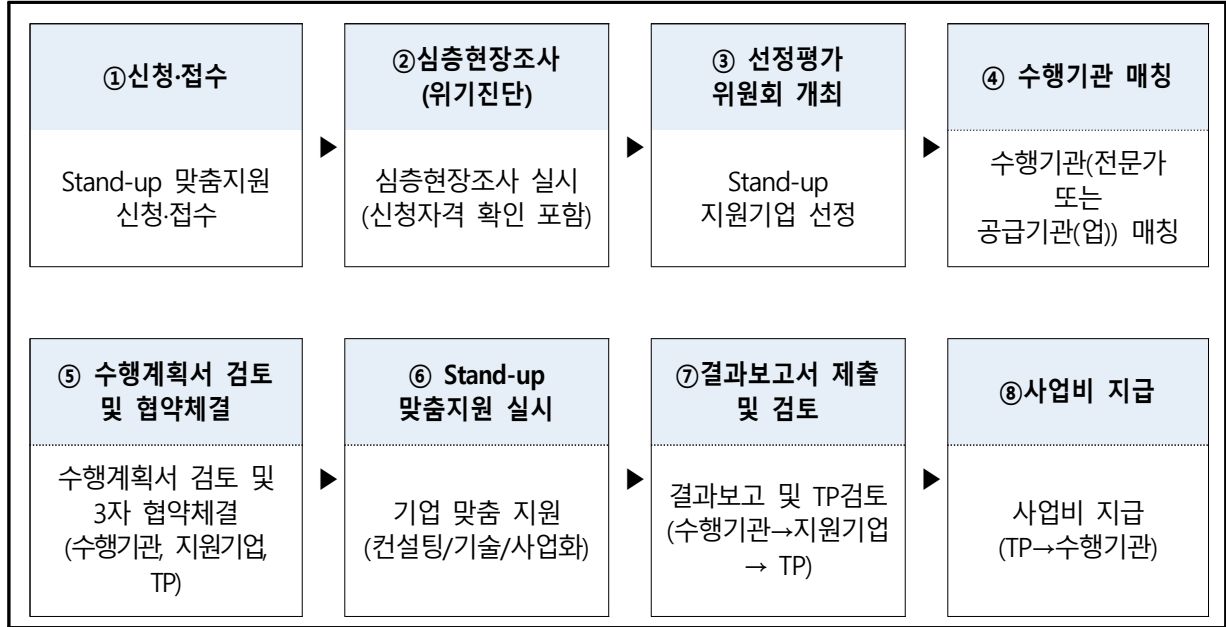 ①신청·접수
Stand-up 맞춤지원
신청·접수
▶
②심층현장조사
(위기진단)
심층현장조사 실시
(신청자격 확인 포함)
▶
③ 선정평가
위원회 개최
Stand-up
지원기업 선정
▶
④ 수행기관 매칭
수행기관(전문가
또는
공급기관(업)) 매칭
⑤ 수행계획서 검토
및 협약체결
수행계획서 검토 및
3자 협약체결
(수행기관, 지원기업,
TP)
▶
⑥ Stand-up
맞춤지원 실시
기업 맞춤 지원
(컨설팅/기술/사업화)
▶
⑦결과보고서 제출
및 검토
결과보고 및 TP검토
(수행기관→지원기업
→ TP)
▶
⑧사업비 지급
사업비 지급
(TP→수행기관)